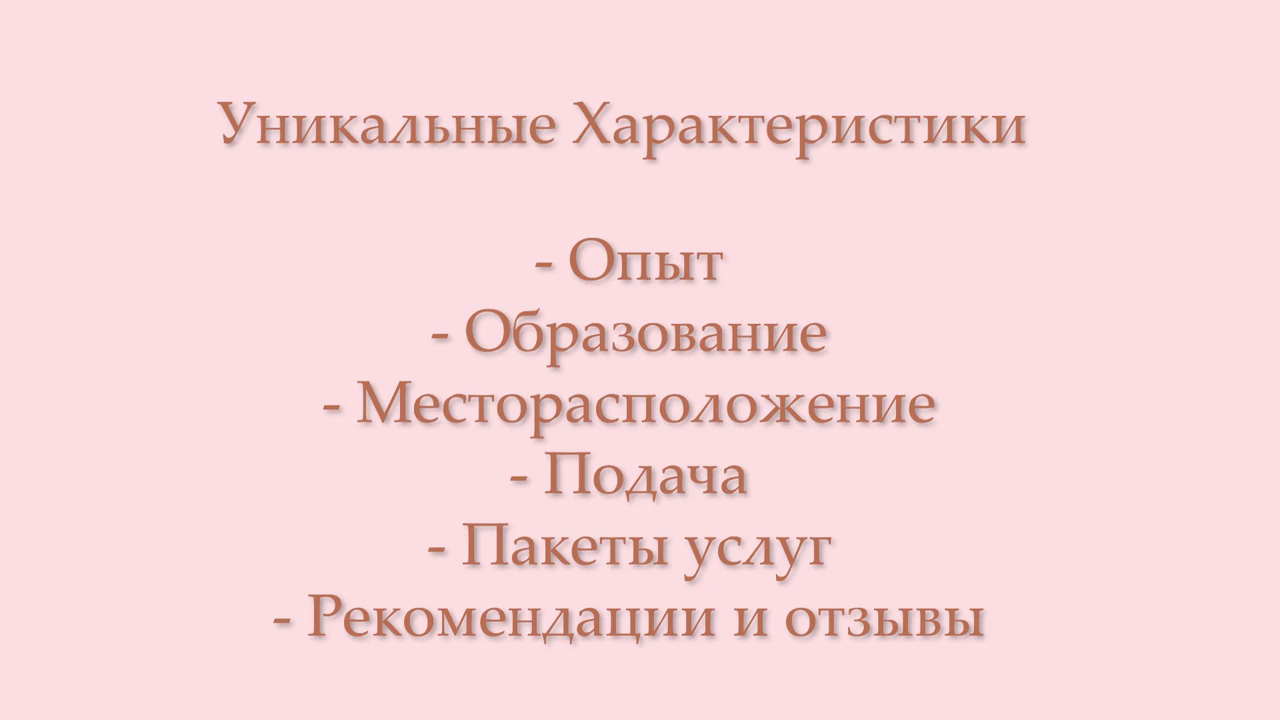 Уникальные Характеристики
- Опыт
- Образование
- Месторасположение
- Подача
- Пакеты услуг
- Рекомендации и отзывы